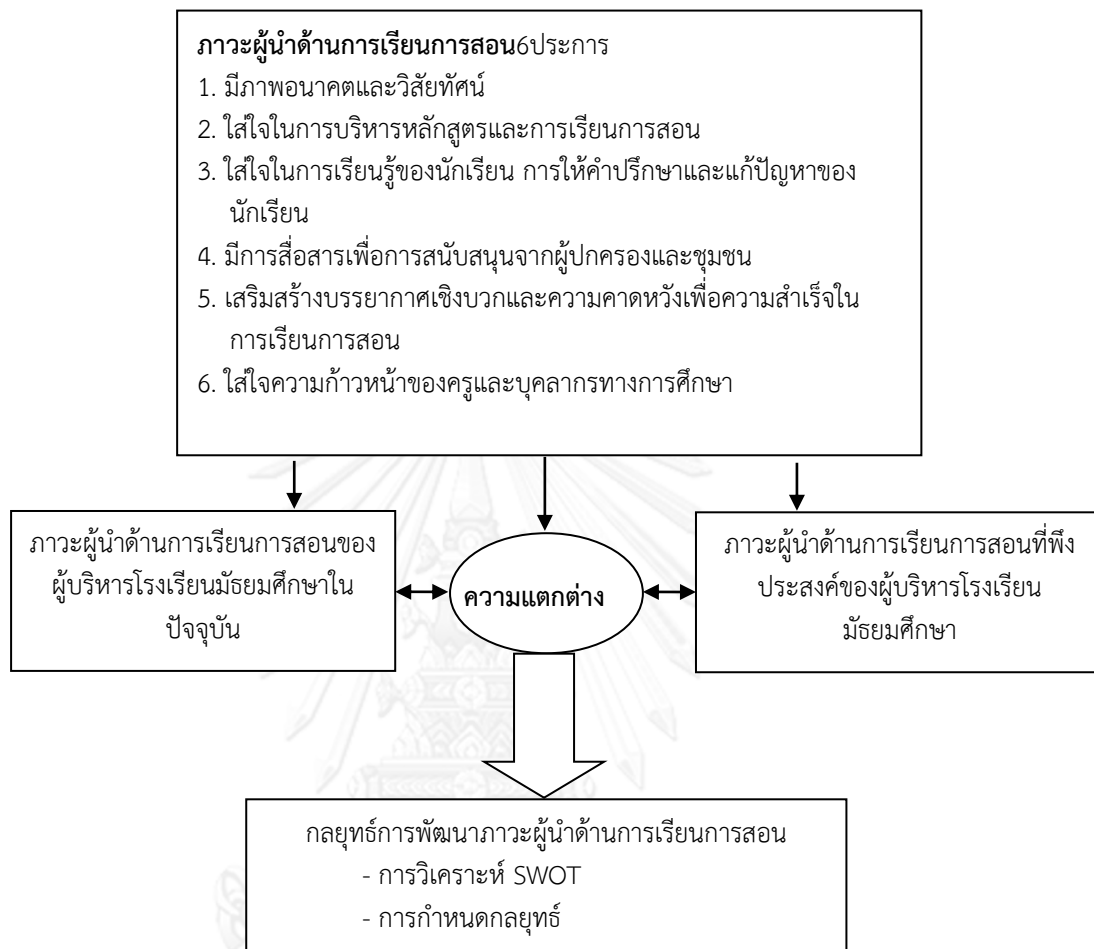 ภาวะผู้นำด้านการเรียนการสอน6ประการ
1. มีภาพอนาคตและวิสัยทัศน์
2. ใส่ใจในการบริหารหลักสูตรและการเรียนการสอน
3. ใส่ใจในการเรียนรู้ของนักเรียน การให้คำปรึกษาและแก้ปัญหาของ
นักเรียน
4. มีการสื่อสารเพื่อการสนับสนุนจากผู้ปกครองและชุมชน
5. เสริมสร้างบรรยากาศเชิงบวกและความคาดหวังเพื่อความสำเร็จใน
การเรียนการสอน
6. ใส่ใจความก้าวหน้าของครูและบุคลากรทางการศึกษา
ภาวะผู้นำด้านการเรียนการสอนของ
ผู้บริหารโรงเรียนมัธยมศึกษาใน
ปัจจุบัน
ความแตกต่าง
ภาวะผู้นำด้านการเรียนการสอนที่พึง
ประสงค์ของผู้บริหารโรงเรียน
มัธยมศึกษา
กลยุทธ์การพัฒนาภาวะผู้นำด้านการเรียนการสอน
- การวิเคราะห์ SWOT
- การกำหนดกลยุทธ์